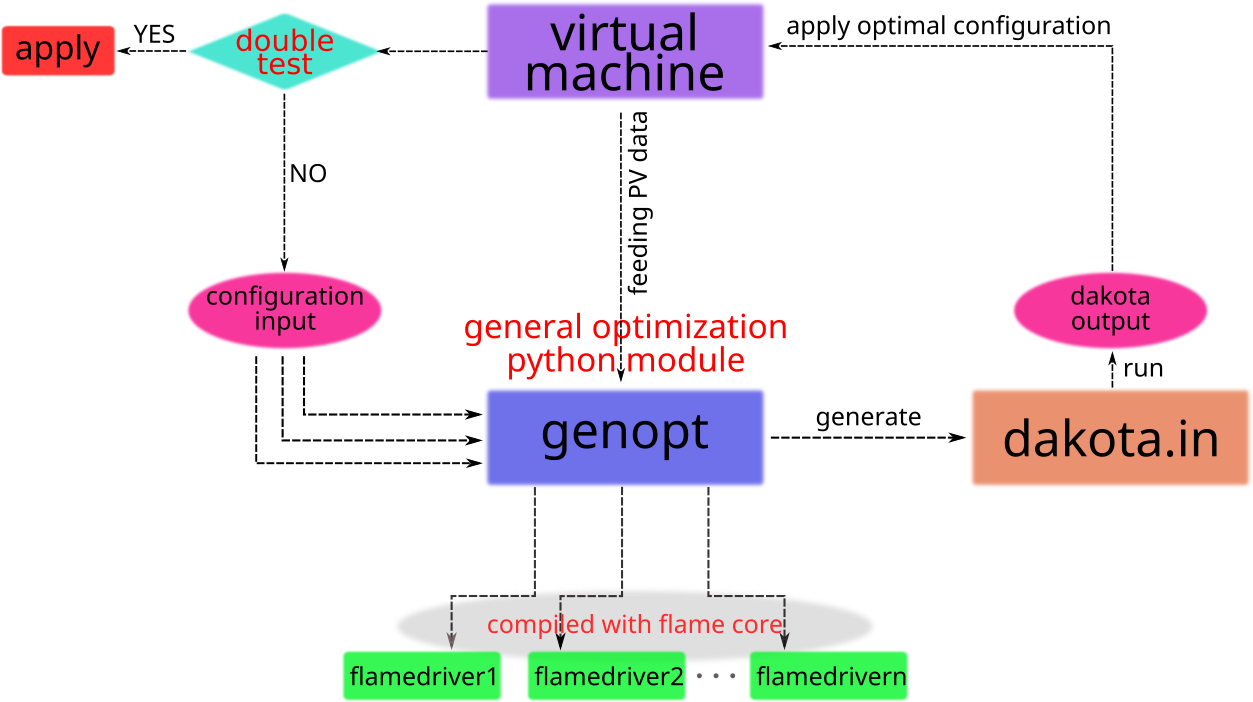 apply
YES
double
test
virtual
machine
apply optimal configuration
NO
feeding PV data
configuration
input
general optimization
python module
dakota
output
run
genopt
generate
dakota.in
compiled with flame core
flamedriver1
flamedriver2
· · ·
flamedrivern